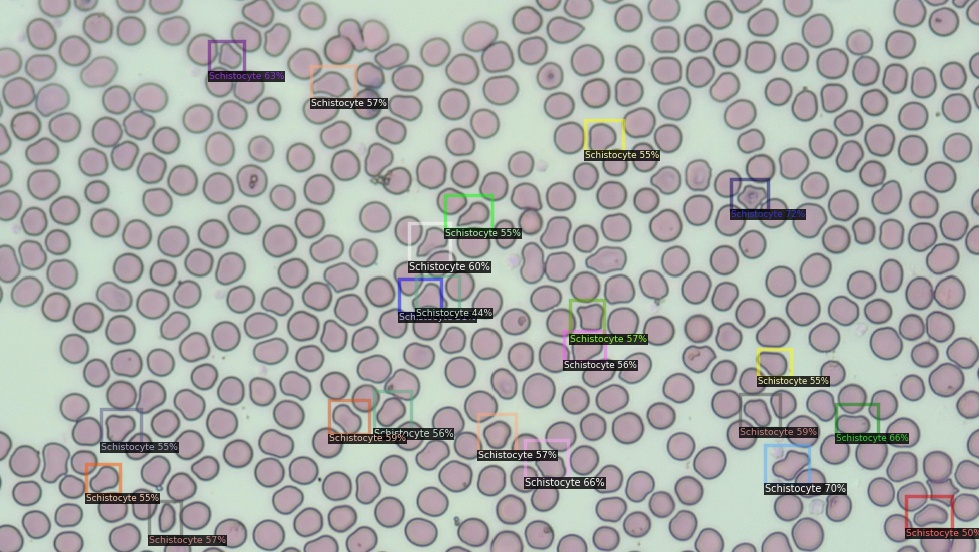 Schistocyte 63%
Schistocyte 57%
Schistocyte 55%
Schistocyte 72%
Schistocyte 55%
Schistocyte 60%
Schistocyte 44%
Schistocyte 57%
Schistocyte 56%
Schistocyte 55%
Schistocyte 59%
Schistocyte 56%
Schistocyte 59%
Schistocyte 66%
Schistocyte 55%
Schistocyte 57%
Schistocyte 66%
Schistocyte 70%
Schistocyte 55%
Schistocyte 57%
Schistocyte 50%